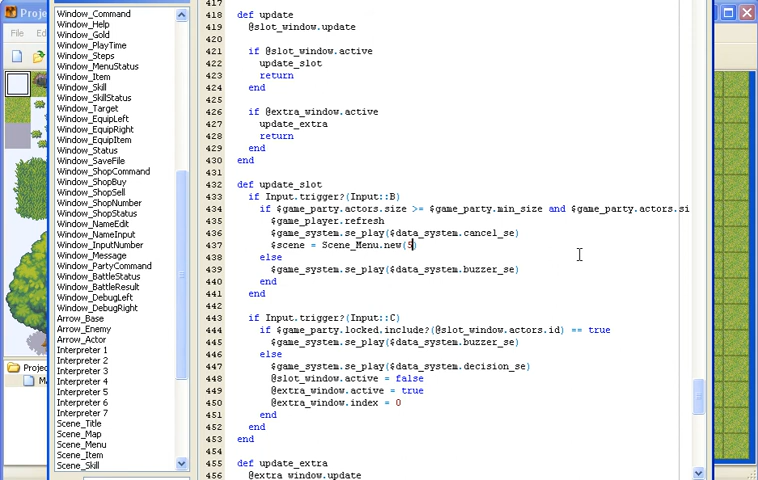 Proje
File
Window_Command
Window_Help
Window_Gold
Window_PlayTime
Window_Steps
Window_MenuStatus
Window_Item
Window_Skill
Window_SkillStatus
Window_Target
Window_EquipLeft
Window_EquipRight
Window_EquipItem
Window_Status
Window_SaveFile
Window_ShopCommand
Window_ShopBuy
Window_ShopSell
Window_ShopNumber
Window_ShopStatus
Window_NameEdit
Window_NameInput
Window_InputNumber
Window_Message
Window_PartyCommand
Window_BattleStatus
Window_BattleResult
Window_DebugLeft
Window_DebugRight
Arrow_Base
Arrow_Enemy
Arrow_Actor
Interpreter 1
Interpreter 2
Interpreter 3
Interpreter 4
Interpreter 5
Interpreter 6
Interpreter 7
Scene_Title
Scene_Map
Scene_Menu
Scene_Item
Scene_Skill
Proje
Ma
417
418 def update
419 @slot_window.update
420
421 if @slot_window.active
422 update_slot
423 return
424 end
425
426 if @extra_window.active
427 update_extra
428 return
429 end
430 end
431
432 def update_slot
433 if Input.trigger?(Input::B)
434 if $game_party.actors.size >= $game_party.min_size and $game_party.actors.si
435 $game_player.refresh
436 $game_system.se_play($data_system.cancel_se)
437 $scene = Scene_Menu.new(5)
438 else
439 $game_system.se_play($data_system.buzzer_se)
440 end
441 end
442
443 if Input.trigger?(Input::C)
444 if $game_party.locked.include?(@slot_window.actors.id) == true
445 $game_system.se_play($data_system.buzzer_se)
446 else
447 $game_system.se_play($data_system.decision_se)
448 @slot_window.active = false
449 @extra_window.active = true
450 @extra_window.index = 0
451 end
452 end
453 end
454
455 def update_extra
456 @extra_window.update